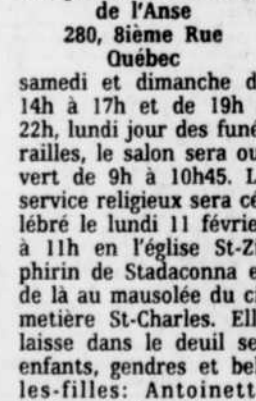 de l'Anse
280, 8ième Rue
Québec
samedi et dimanche d
14h à 17h et de 19h
22h, lundi jour des funé
railles, le salon sera ou
vert de 9h à 10h45. L
service religieux sera cé
lébré le lundi 11 févrie
à 11h en l'église St-Z
phirin de Stadaconna e
de là au mausolée du ci
metière St-Charles. Ell
laisse dans le deuil se
enfants, gendres et bel
les-filles: Antoinett